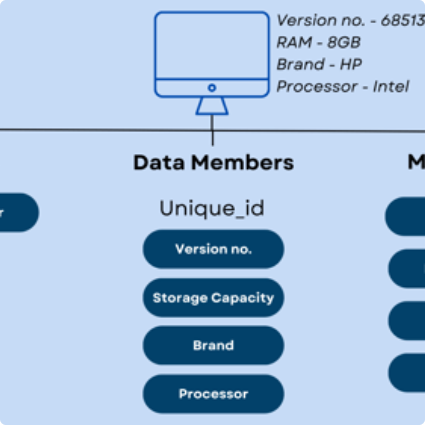 Version no. - 68513
RAM - 8GB
Brand - HP
Processor - Intel
Data Members
M
r
Unique_id
Version no.
Storage Capacity
Brand
Processor